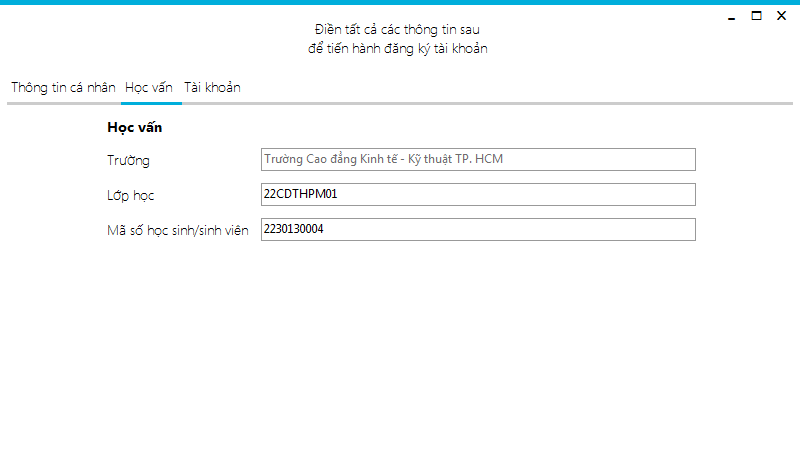 Điền tất cả các thông tin sau
để tiến hành đăng ký tài khoản
Thông tin cá nhân Học vấn Tài khoản
Học vấn
Trường Trường Cao đẳng Kinh tế - Kỹ thuật TP. HCM
Lớp học 22CDTHPM01
Mã số học sinh/sinh viên 2230130004